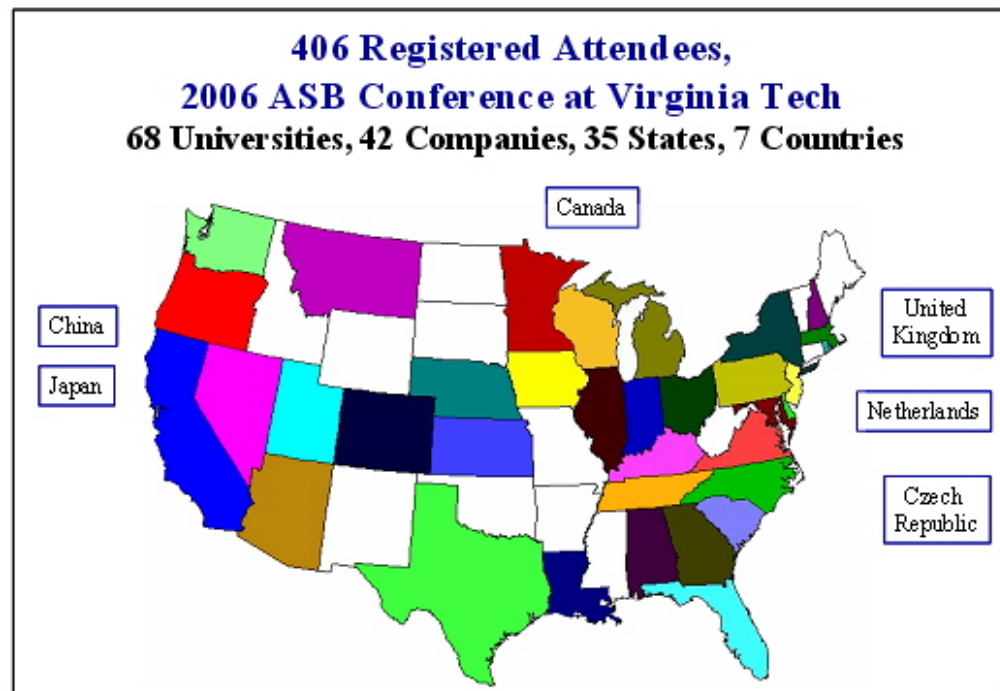 406 Registered Attendees,
2006 ASB Conference at Virginia Tech
68 Universities, 42 Companies, 35 States, 7 Countries
Canada
China
United
Kingdom
Japan
Netherlands
Czech
Republic